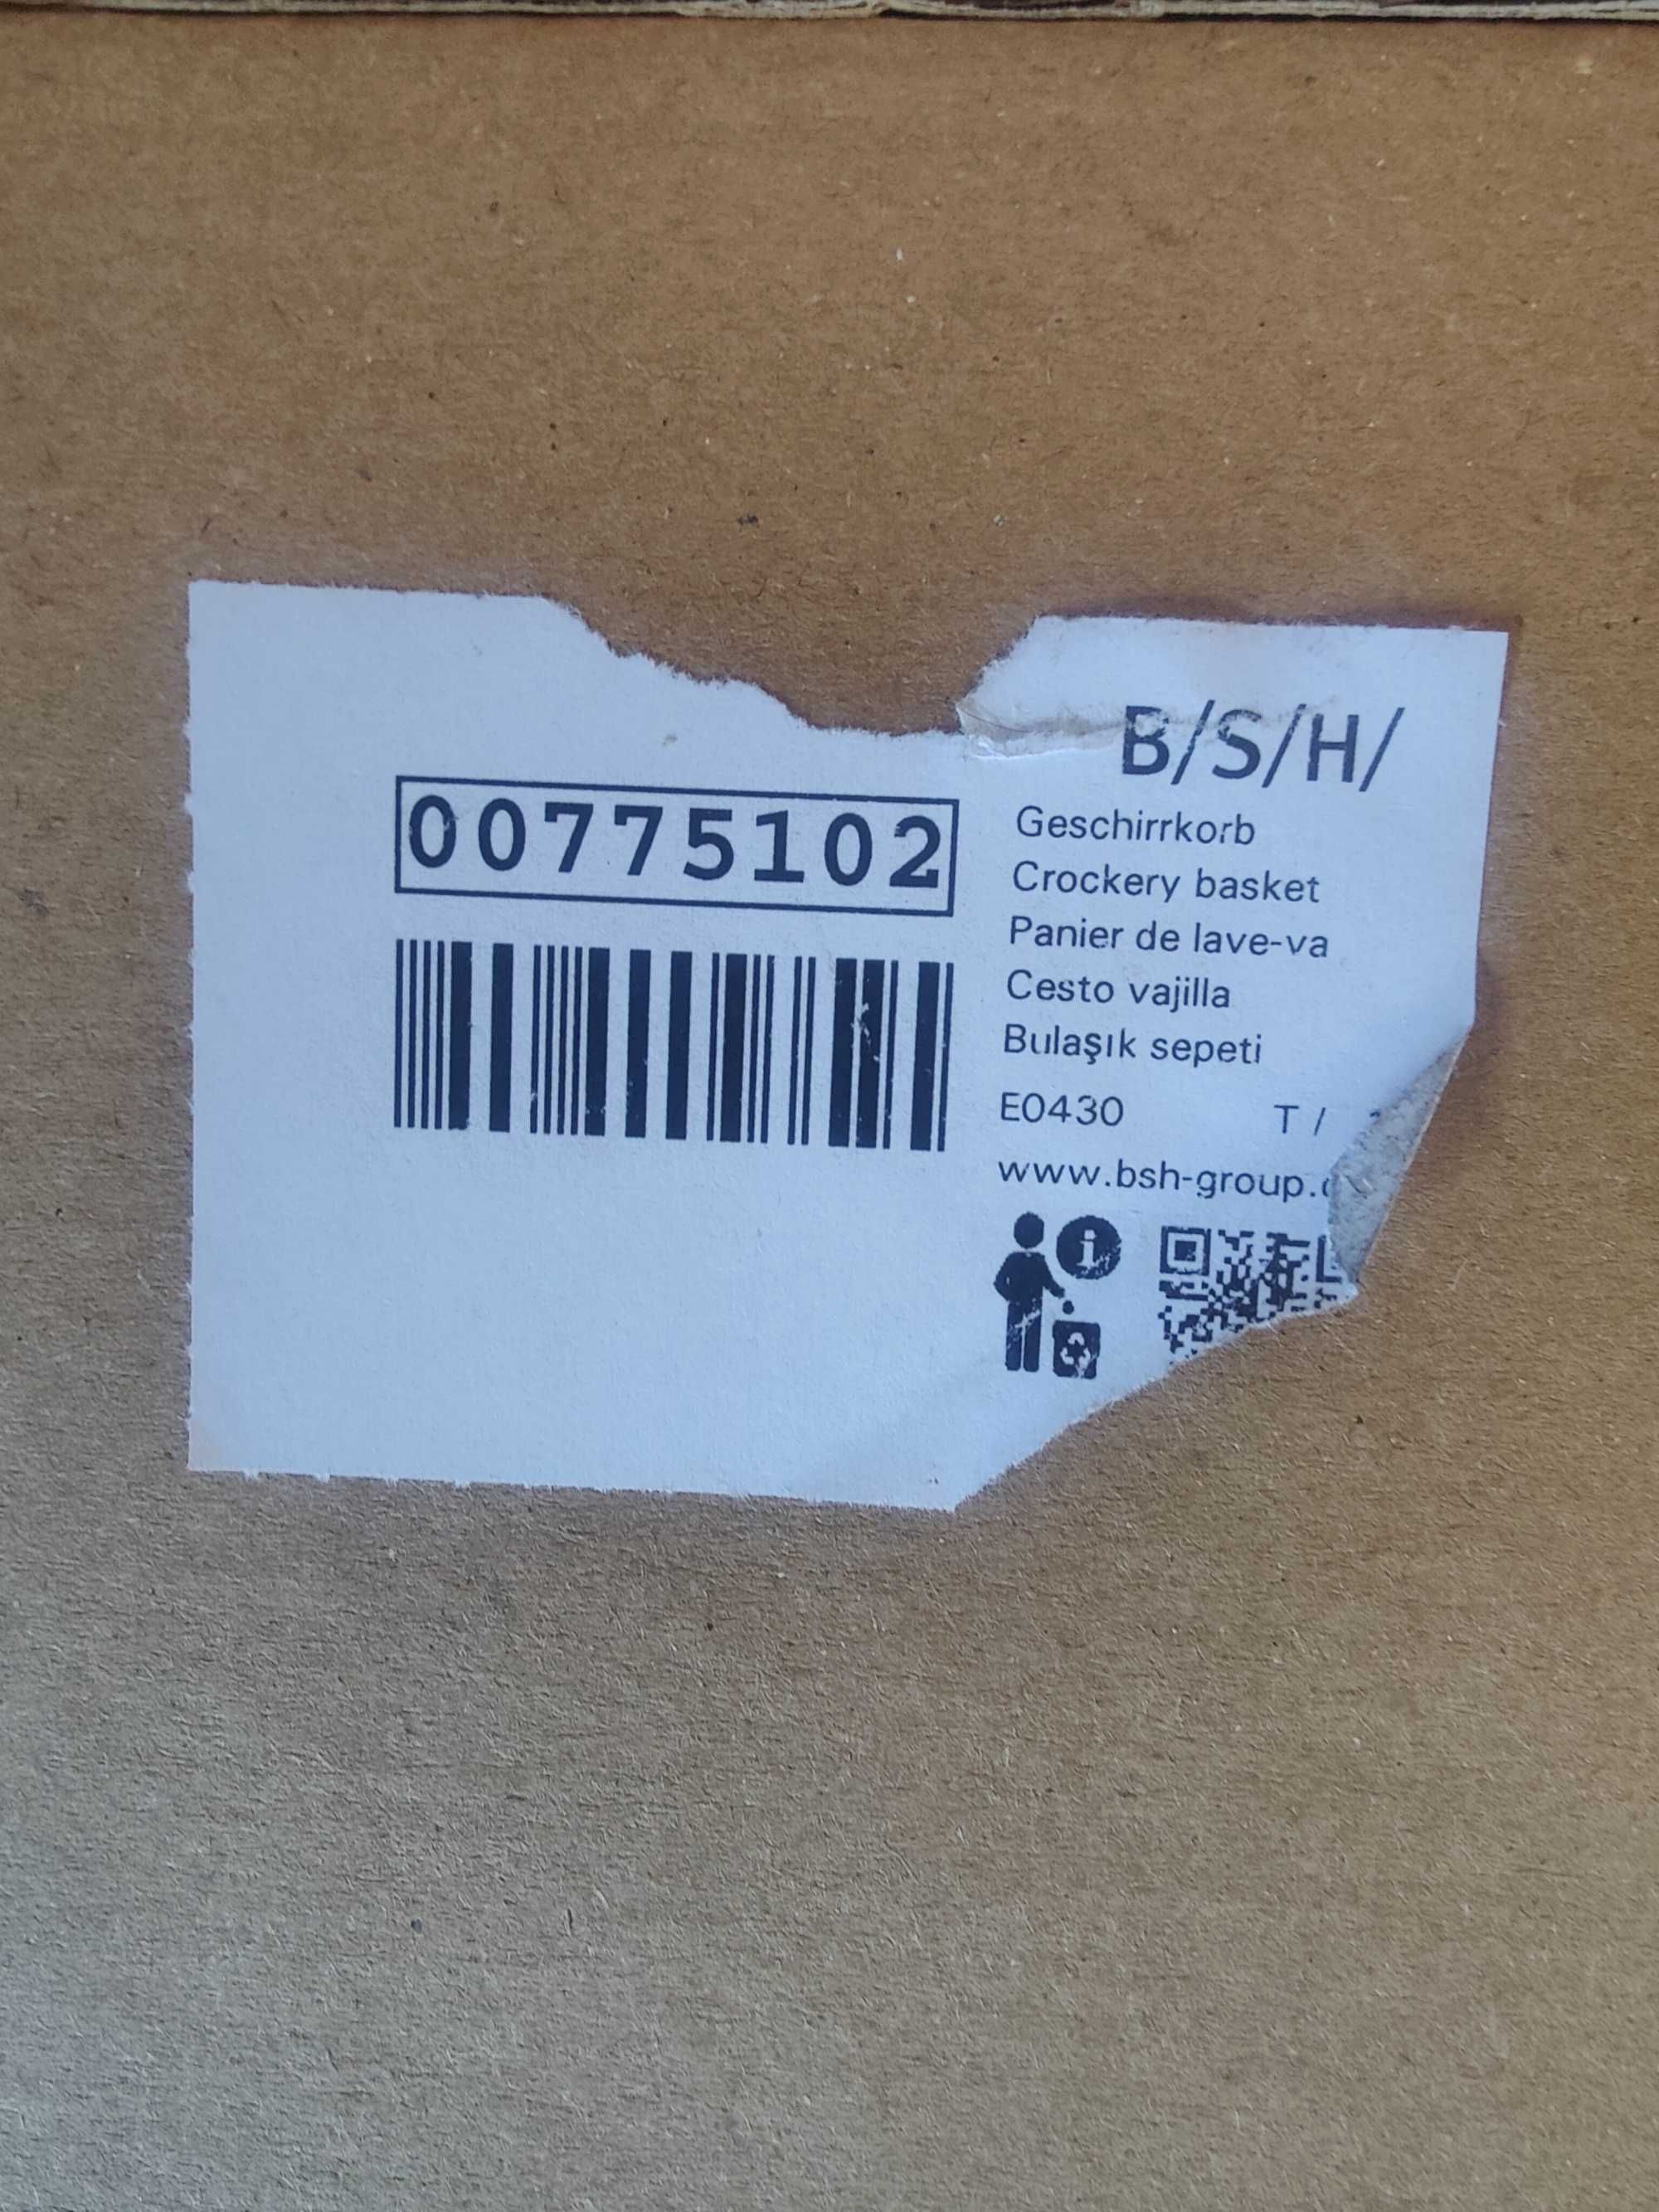 B/S/H/
00775102
Geschirrkorb
Crockery basket
Panier de lave-va
Cesto vajilla
Bulaşık sepeti
E0430 T /
www.bsh-group.